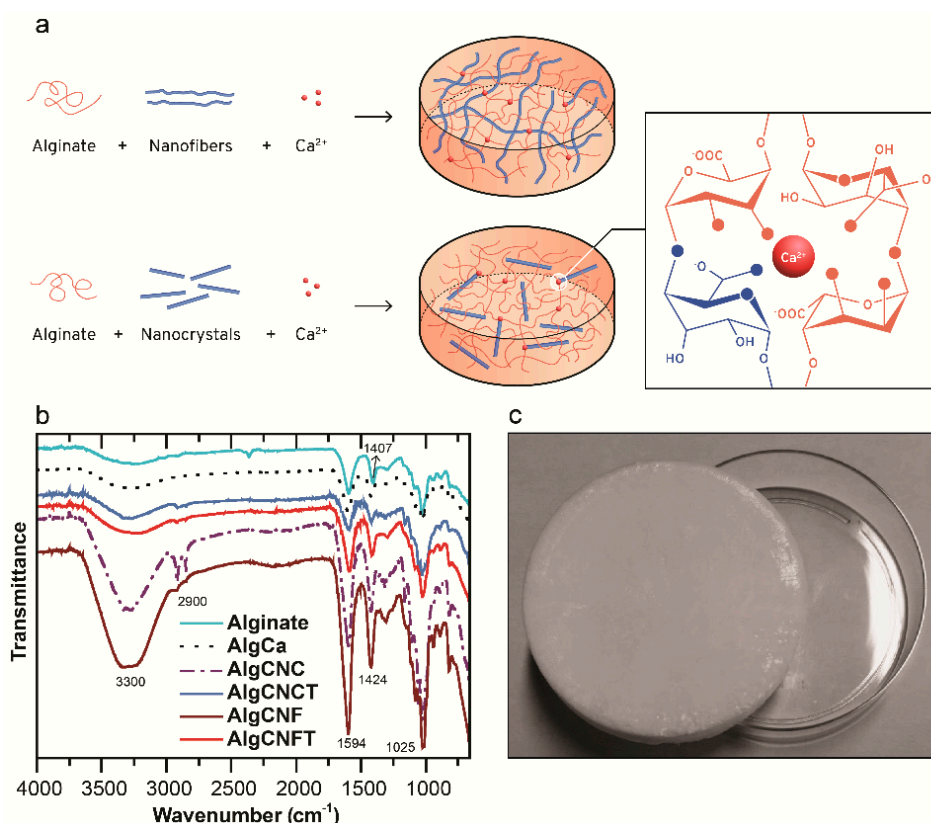 a
Alginate + Nanofibers + Ca²⁺
Alginate + Nanocrystals + Ca²⁺
⁻OOC
O
O
O
OH
HO
O
O
O
Ca²⁺
⁻O
O
HO
OH
O
⁻OOC
O
O
b
4000 3500 3000 2500 2000 1500 1000
Wavenumber (cm⁻¹)
Transmittance
1407
2900
3300
1424
1594
1025
Alginate
AlgCa
AlgCNC
AlgCNCT
AlgCNF
AlgCNFT
c